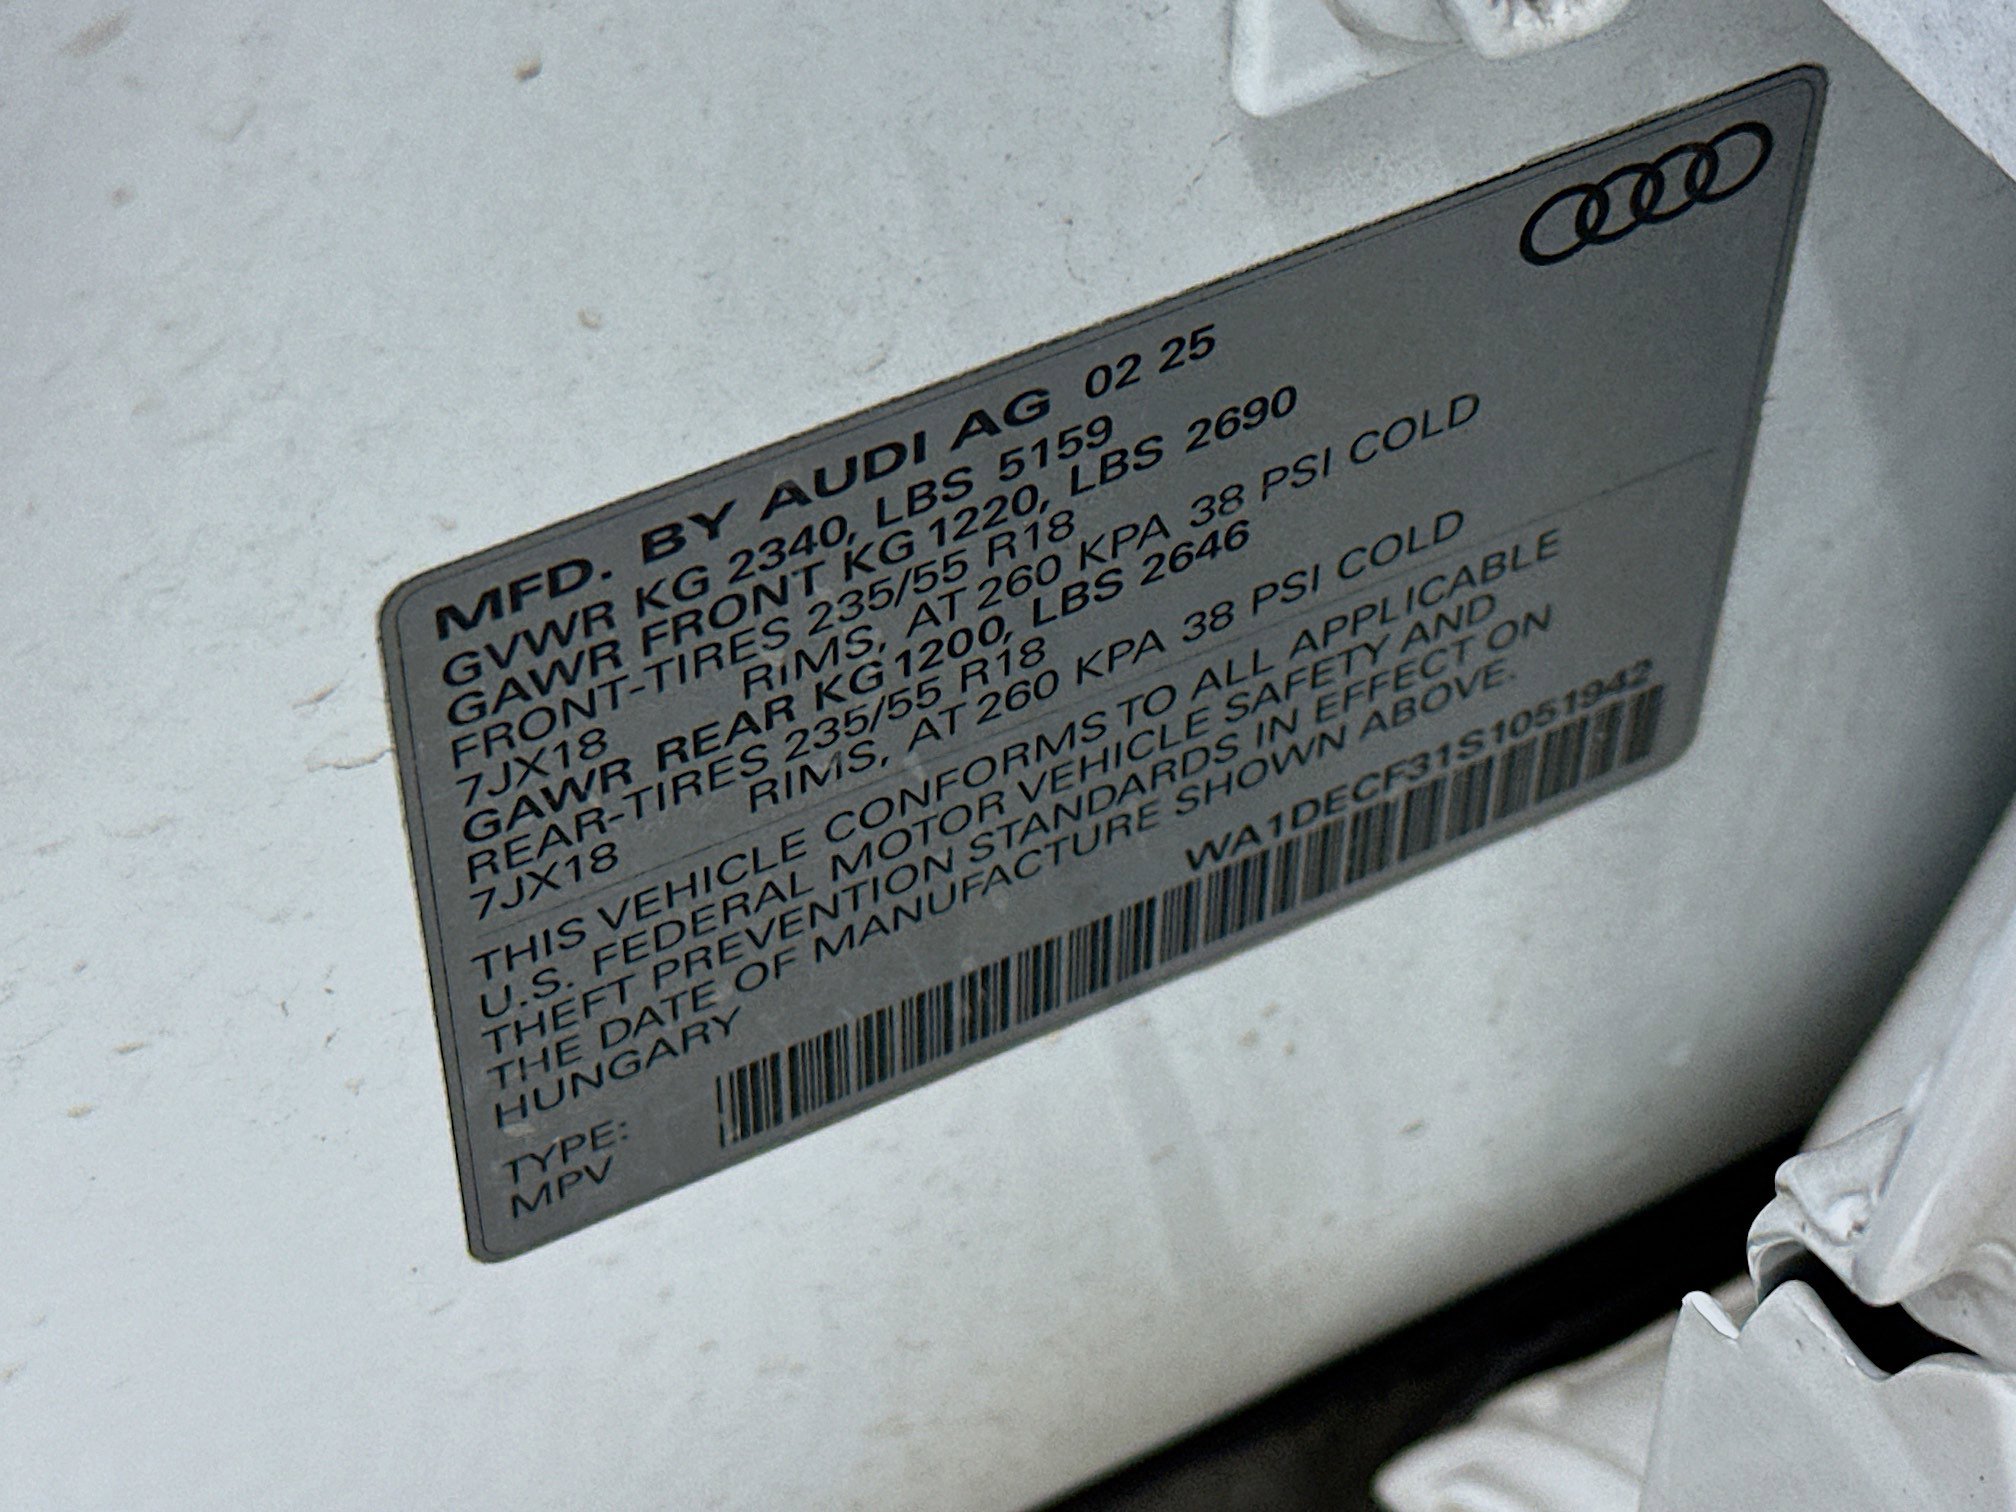 MFD. BY AUDI AG 02 25
GVWR KG 2340, LBS 5159
GAWR FRONT KG 1220, LBS 2690
FRONT-TIRES 235/55 R18
7JX18 RIMS, AT 260 KPA 38 PSI COLD
GAWR REAR KG 1200, LBS 2646
REAR-TIRES 235/55 R18
7JX18 RIMS, AT 260 KPA 38 PSI COLD
THIS VEHICLE CONFORMS TO ALL APPLICABLE
U.S. FEDERAL MOTOR VEHICLE SAFETY AND
THEFT PREVENTION STANDARDS IN EFFECT ON
THE DATE OF MANUFACTURE SHOWN ABOVE.
HUNGARY
WA1DECF31S1051942
TYPE:
MPV